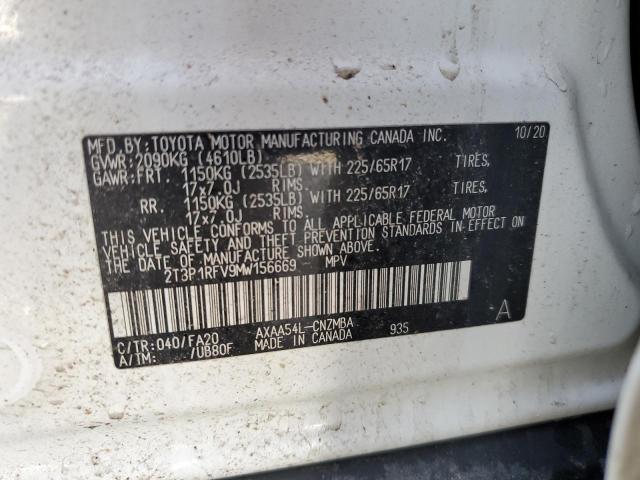 MFD. BY: TOYOTA MOTOR MANUFACTURING CANADA INC. 10/20
GVWR: 2090KG (4610LB)
GAWR: FRT. 1150KG (2535LB) WITH 225/65R17 TIRES,
17x7.0J RIMS.
RR. 1150KG (2535LB) WITH 225/65R17 TIRES,
17x7.0J RIMS.
THIS VEHICLE CONFORMS TO ALL APPLICABLE FEDERAL MOTOR
VEHICLE SAFETY AND THEFT PREVENTION STANDARDS IN EFFECT ON
THE DATE OF MANUFACTURE SHOWN ABOVE.
2T3P1RFV9MW156669 MPV
A
C/TR: 040/FA20 AXAA54L-CNZMBA 935
A/TM: /UB80F MADE IN CANADA